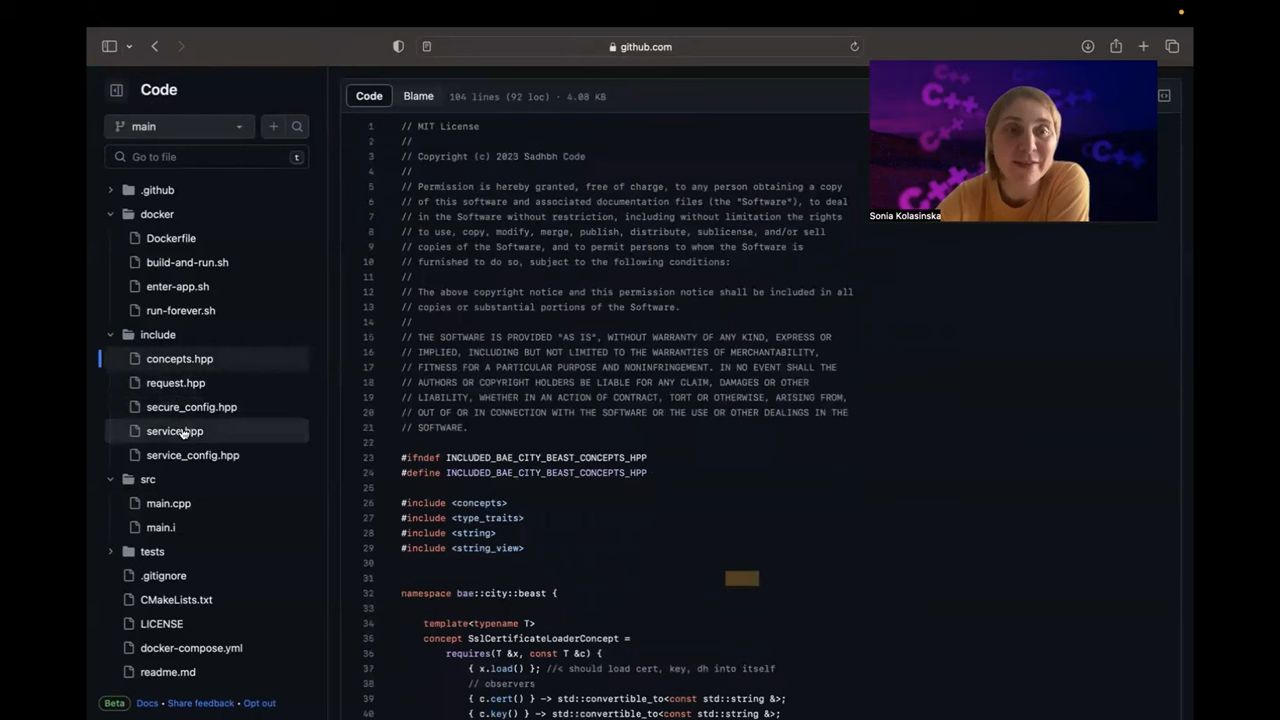 github.com
Code
main
Go to file
t
.github
docker
Dockerfile
build-and-run.sh
enter-app.sh
run-forever.sh
include
concepts.hpp
request.hpp
secure_config.hpp
service.hpp
service_config.hpp
src
main.cpp
main.i
tests
.gitignore
CMakeLists.txt
LICENSE
docker-compose.yml
readme.md
Beta Docs · Share feedback · Opt out
Code Blame 104 lines (92 loc) · 4.08 KB
1 // MIT License
2 //
3 // Copyright (c) 2023 Sadhbh Code
4 //
5 // Permission is hereby granted, free of charge, to any person obtaining a copy
6 // of this software and associated documentation files (the "Software"), to deal
7 // in the Software without restriction, including without limitation the rights
8 // to use, copy, modify, merge, publish, distribute, sublicense, and/or sell
9 // copies of the Software, and to permit persons to whom the Software is
10 // furnished to do so, subject to the following conditions:
11 //
12 // The above copyright notice and this permission notice shall be included in all
13 // copies or substantial portions of the Software.
14 //
15 // THE SOFTWARE IS PROVIDED "AS IS", WITHOUT WARRANTY OF ANY KIND, EXPRESS OR
16 // IMPLIED, INCLUDING BUT NOT LIMITED TO THE WARRANTIES OF MERCHANTABILITY,
17 // FITNESS FOR A PARTICULAR PURPOSE AND NONINFRINGEMENT. IN NO EVENT SHALL THE
18 // AUTHORS OR COPYRIGHT HOLDERS BE LIABLE FOR ANY CLAIM, DAMAGES OR OTHER
19 // LIABILITY, WHETHER IN AN ACTION OF CONTRACT, TORT OR OTHERWISE, ARISING FROM,
20 // OUT OF OR IN CONNECTION WITH THE SOFTWARE OR THE USE OR OTHER DEALINGS IN THE
21 // SOFTWARE.
22
23 #ifndef INCLUDED_BAE_CITY_BEAST_CONCEPTS_HPP
24 #define INCLUDED_BAE_CITY_BEAST_CONCEPTS_HPP
25
26 #include <concepts>
27 #include <type_traits>
28 #include <string>
29 #include <string_view>
30
31
32 namespace bae::city::beast {
33
34 template<typename T>
35 concept SslCertificateLoaderConcept =
36 requires(T &x, const T &c) {
37 { x.load() }; //< should load cert, key, dh into itself
38 // observers
39 { c.cert() } -> std::convertible_to<const std::string &>;
40 { c.key() } -> std::convertible_to<const std::string &>;
C++
C++
C++
C++
Sonia Kolasinska